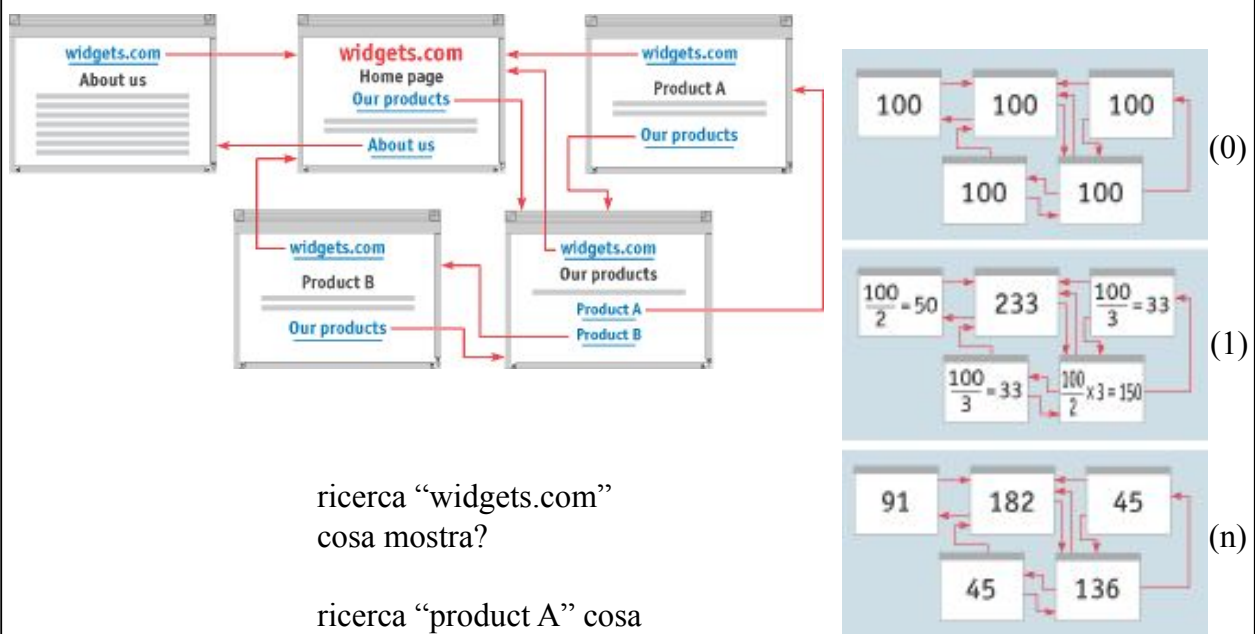 widgets.com
About us
widgets.com
Home page
Our products
About us
widgets.com
Product A
Our products
widgets.com
Product B
Our products
widgets.com
Our products
Product A
Product B
100 100 100
100 100
(0)
100/2 = 50 233 100/3 = 33
100/3 = 33 100/2 x 3 = 150
(1)
91 182 45
45 136
(n)
ricerca “widgets.com”
cosa mostra?
ricerca “product A” cosa